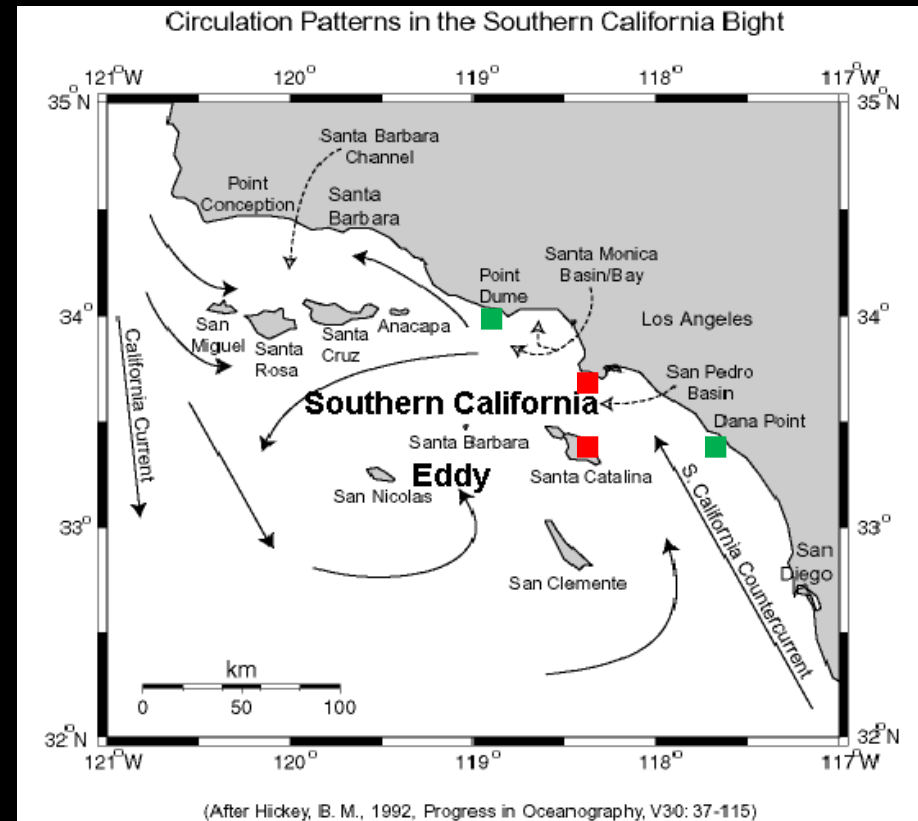 Circulation Patterns in the Southern California Bight
121°W
120°
119°
118°
117°W
35°N
35°N
Santa Barbara
Channel
Point
Conception
Santa
Barbara
Santa Monica
Basin/Bay
Point
Dume
34°
34°
Los Angeles
San
Miguel
Santa
Rosa
Santa
Cruz
Anacapa
California Current
San Pedro
Basin
Southern California
Dana Point
Santa Barbara
Eddy
Santa Catalina
San Nicolas
S. California Countercurrent
33°
33°
San
Diego
San Clemente
km
0
50
100
32°N
32°N
121°W
120°
119°
118°
117°W
(After Hickey, B. M., 1992, Progress in Oceanography, V30: 37-115)